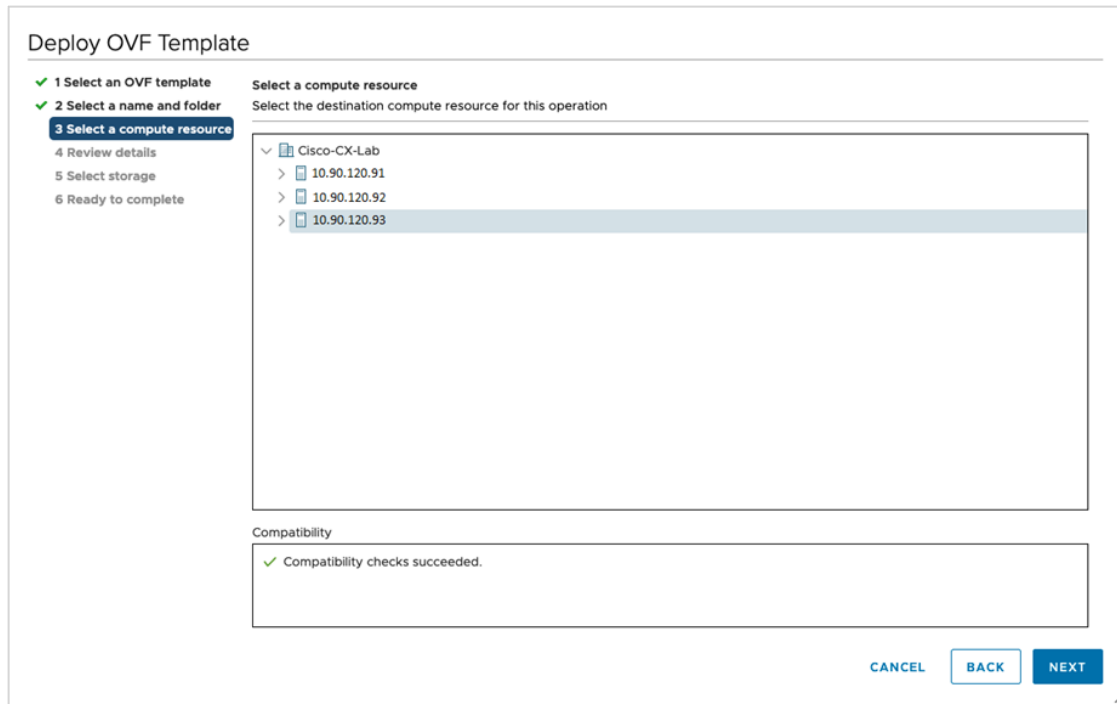 Deploy OVF Template
1 Select an OVF template
2 Select a name and folder
3 Select a compute resource
4 Review details
5 Select storage
6 Ready to complete
Select a compute resource
Select the destination compute resource for this operation
Cisco-CX-Lab
10.90.120.91
10.90.120.92
10.90.120.93
Compatibility
Compatibility checks succeeded.
CANCEL
BACK
NEXT